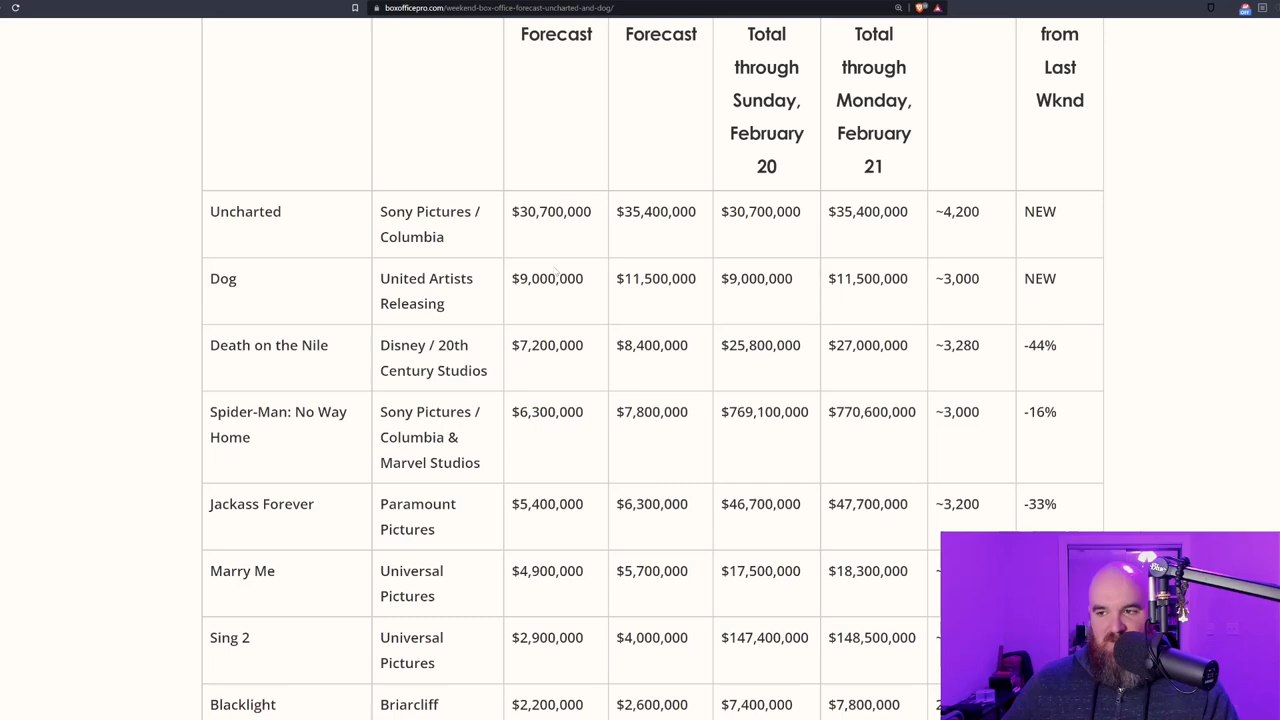 boxofficepro.com/weekend-box-office-forecast-uncharted-and-dog/
Forecast Forecast Total through Sunday, February 20 Total through Monday, February 21 from Last Wknd
Uncharted Sony Pictures / Columbia $30,700,000 $35,400,000 $30,700,000 $35,400,000 ~4,200 NEW
Dog United Artists Releasing $9,000,000 $11,500,000 $9,000,000 $11,500,000 ~3,000 NEW
Death on the Nile Disney / 20th Century Studios $7,200,000 $8,400,000 $25,800,000 $27,000,000 ~3,280 -44%
Spider-Man: No Way Home Sony Pictures / Columbia & Marvel Studios $6,300,000 $7,800,000 $769,100,000 $770,600,000 ~3,000 -16%
Jackass Forever Paramount Pictures $5,400,000 $6,300,000 $46,700,000 $47,700,000 ~3,200 -33%
Marry Me Universal Pictures $4,900,000 $5,700,000 $17,500,000 $18,300,000
Sing 2 Universal Pictures $2,900,000 $4,000,000 $147,400,000 $148,500,000
Blacklight Briarcliff $2,200,000 $2,600,000 $7,400,000 $7,800,000
Blue